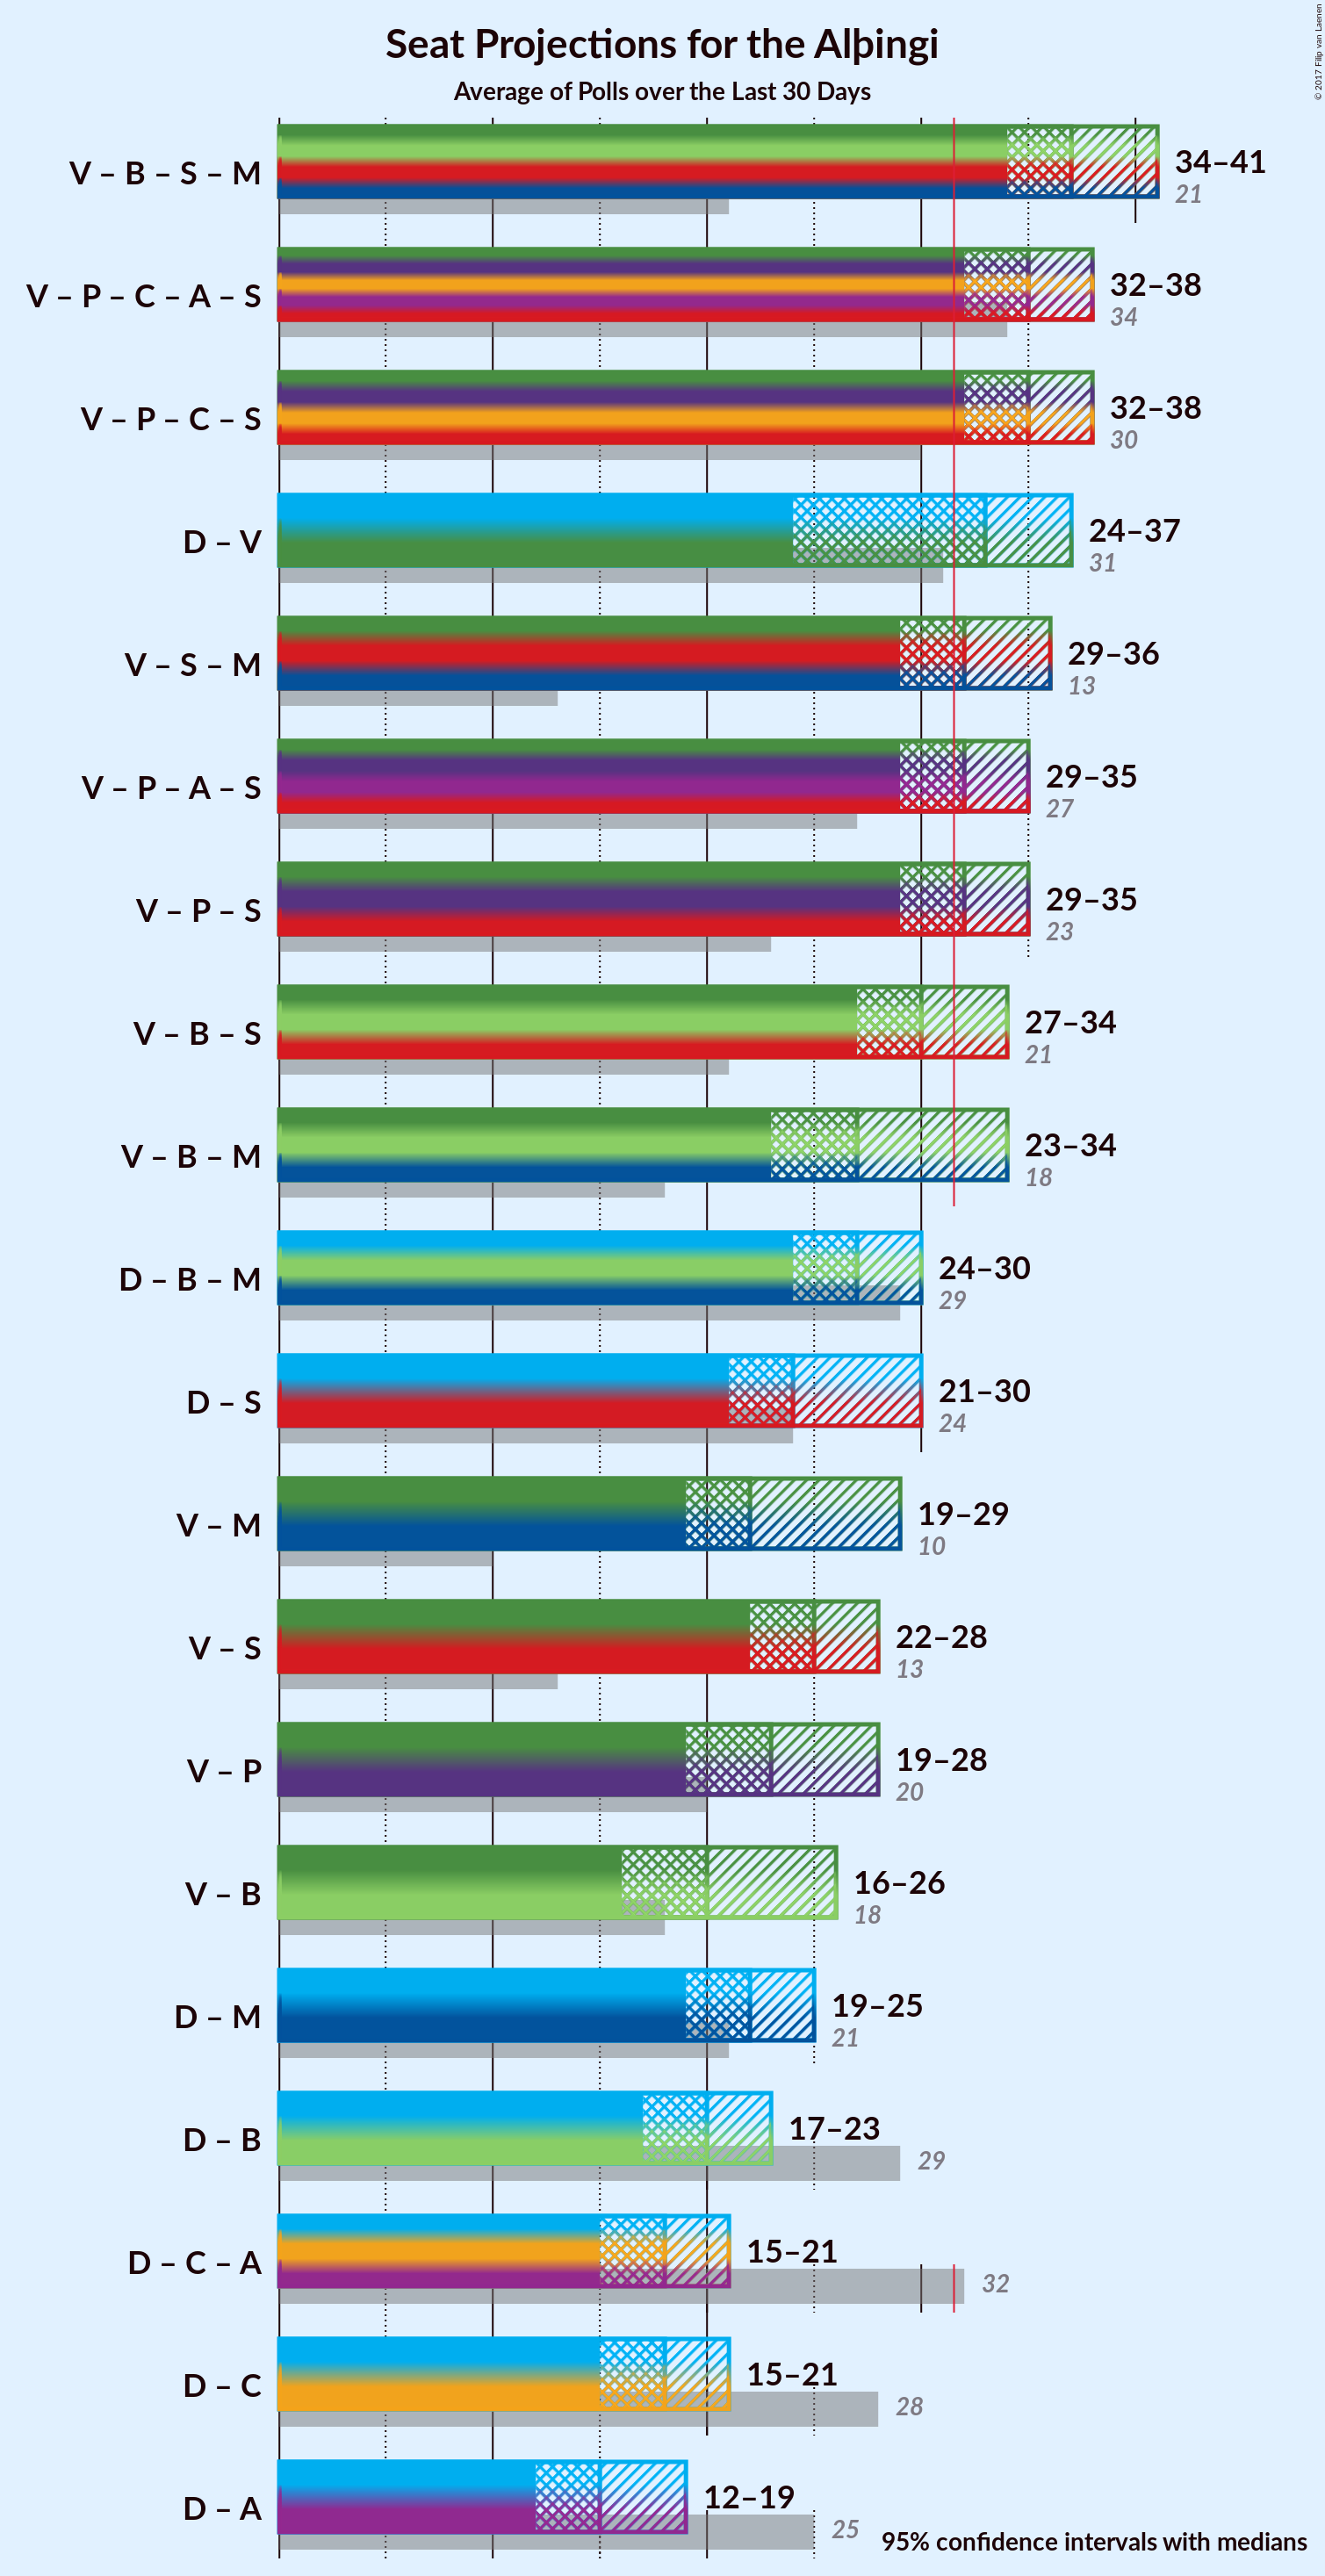 Seat Projections for the Alþingi
Average of Polls over the Last 30 Days
© 2017 Filip van Laenen
V – B – S – M
34–41
21
V – P – C – A – S
32–38
34
V – P – C – S
32–38
30
D – V
24–37
31
V – S – M
29–36
13
V – P – A – S
29–35
27
V – P – S
29–35
23
V – B – S
27–34
21
V – B – M
23–34
18
D – B – M
24–30
29
D – S
21–30
24
V – M
19–29
10
V – S
22–28
13
V – P
19–28
20
V – B
16–26
18
D – M
19–25
21
D – B
17–23
29
D – C – A
15–21
32
D – C
15–21
28
D – A
12–19
25
95% confidence intervals with medians